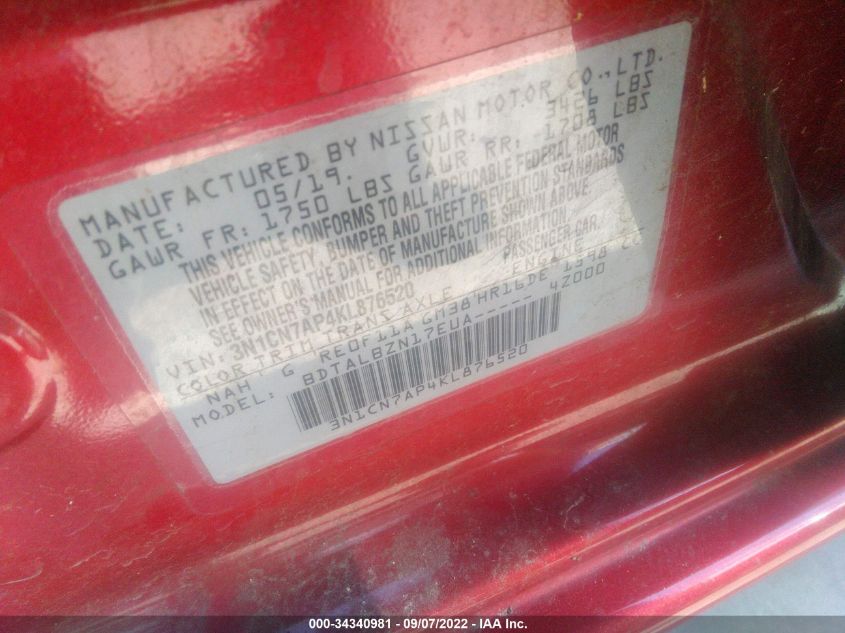 MANUFACTURED BY NISSAN MOTOR CO.,LTD.
DATE: 05/19. GVWR: 3426 LBS
GAWR FR: 1750 LBS GAWR RR: 1708 LBS
THIS VEHICLE CONFORMS TO ALL APPLICABLE FEDERAL MOTOR
VEHICLE SAFETY, BUMPER AND THEFT PREVENTION STANDARDS
IN EFFECT ON THE DATE OF MANUFACTURE SHOWN ABOVE
SEE OWNER'S MANUAL FOR ADDITIONAL INFORMATION
VIN: 3N1CN7AP4KL876520 PASSENGER CAR.
COLOR TRIM TRANS AXLE ENGINE
NAH G RE0F11A GM38 HR16DE 1598 CC
MODEL: BDTALBZN17EUA----- 4Z000
3N1CN7AP4KL876520
000-34340981 - 09/07/2022 - IAA, Inc.